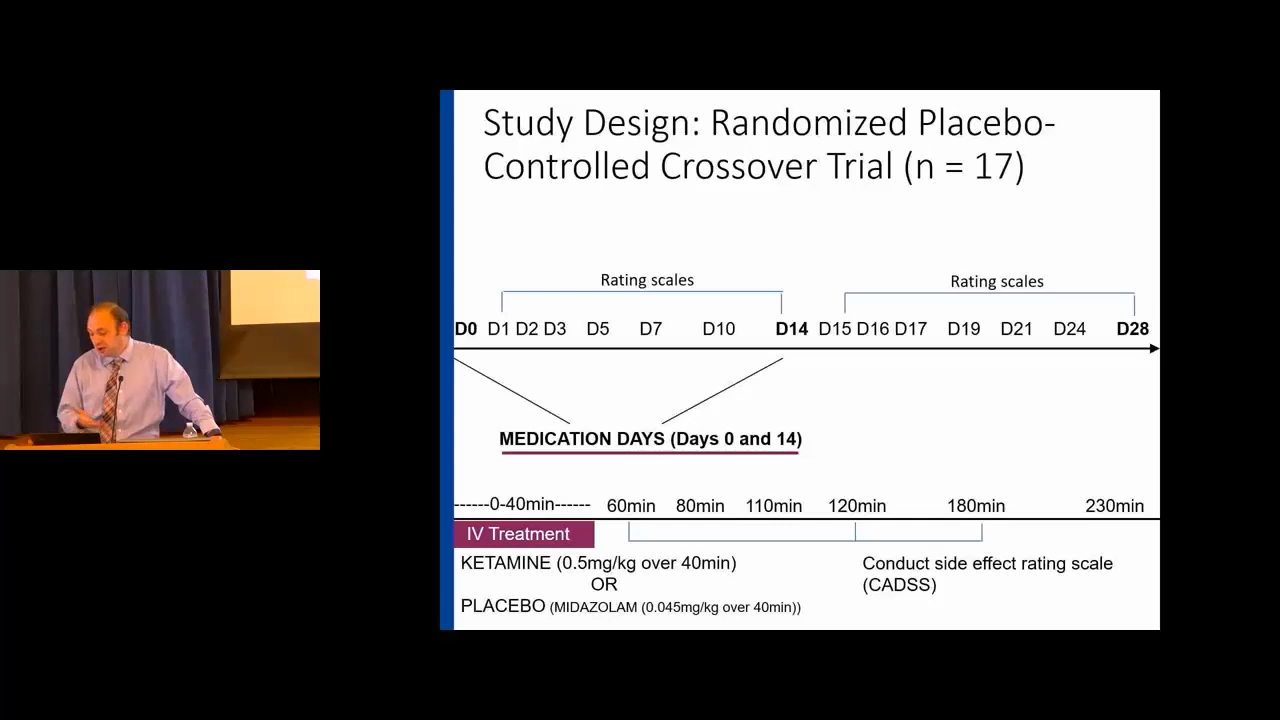 Study Design: Randomized Placebo-
Controlled Crossover Trial (n = 17)
Rating scales
Rating scales
D0 D1 D2 D3 D5 D7 D10 D14 D15 D16 D17 D19 D21 D24 D28
MEDICATION DAYS (Days 0 and 14)
------0-40min------ 60min 80min 110min 120min 180min 230min
IV Treatment
KETAMINE (0.5mg/kg over 40min)
OR
PLACEBO (MIDAZOLAM (0.045mg/kg over 40min))
Conduct side effect rating scale
(CADSS)